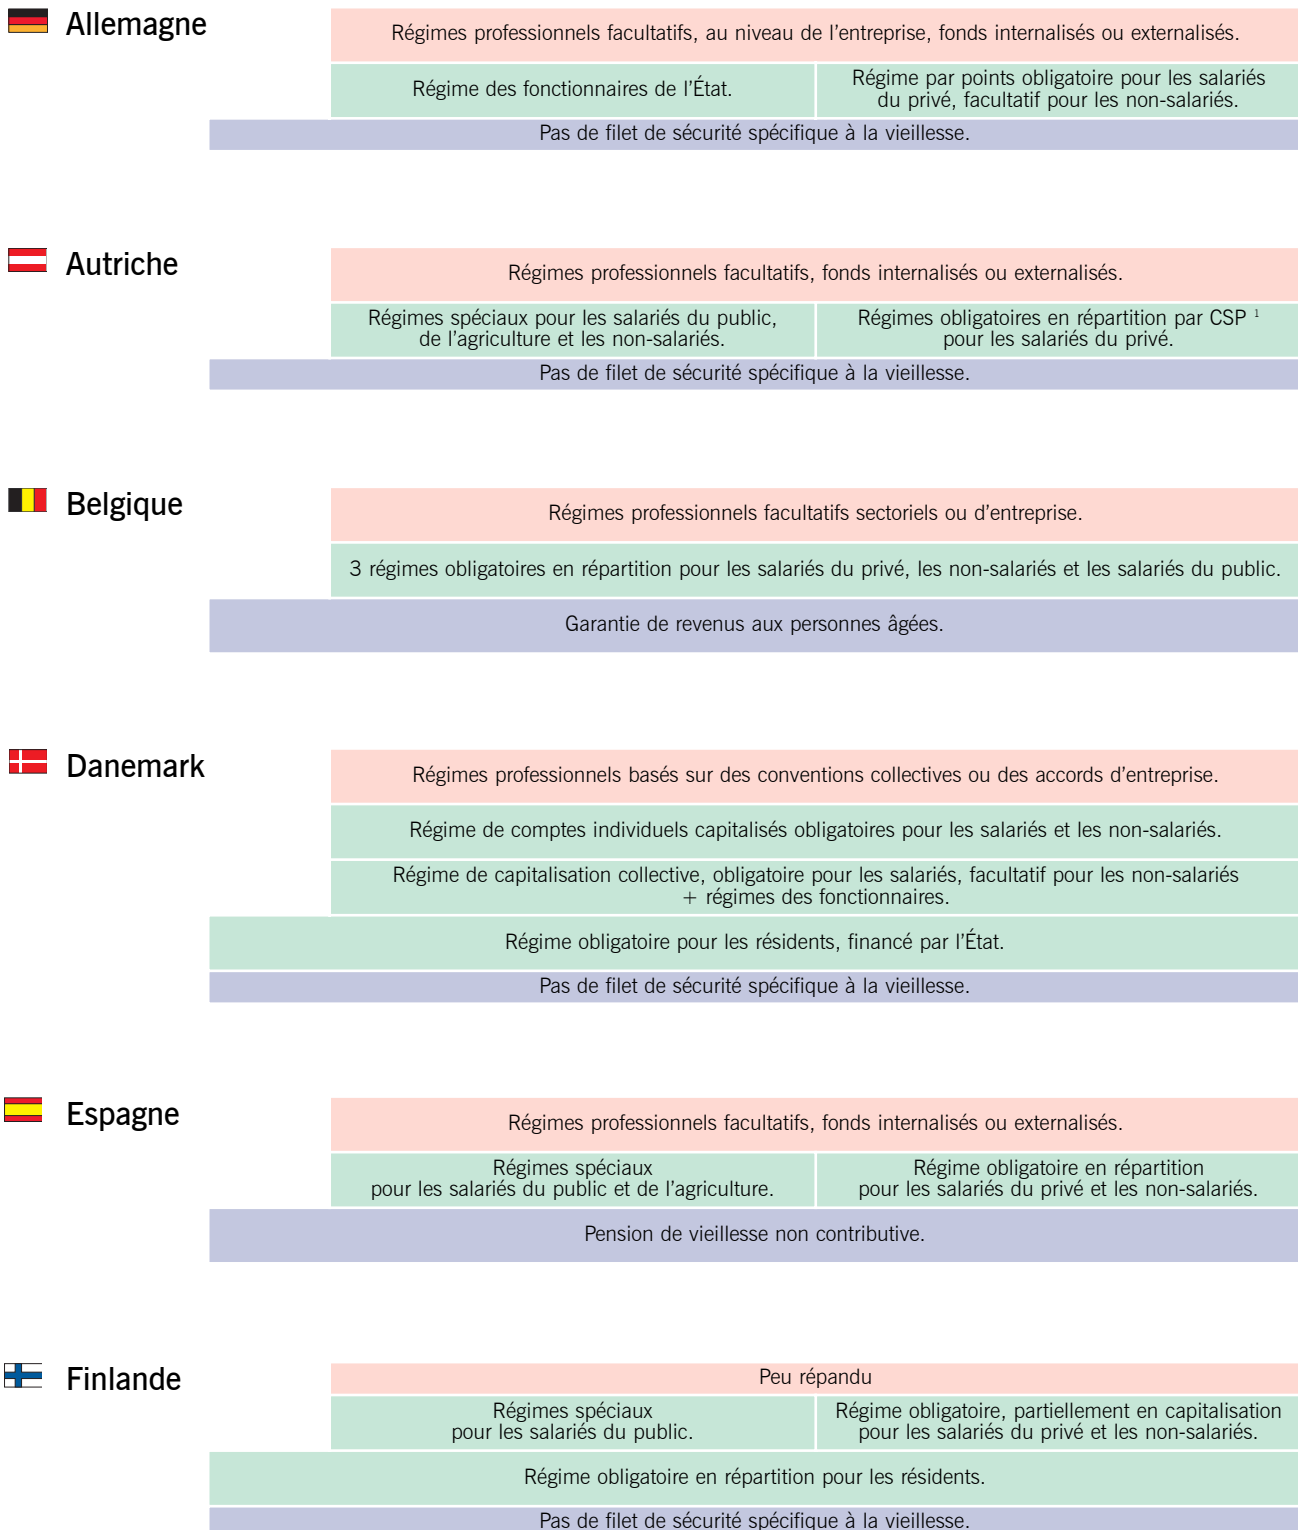 Allemagne
Régimes professionnels facultatifs, au niveau de l'entreprise, fonds internalisés ou externalisés.
Régime des fonctionnaires de l'État.
Régime par points obligatoire pour les salariés
du privé, facultatif pour les non-salariés.
Pas de filet de sécurité spécifique à la vieillesse.
Autriche
Régimes professionnels facultatifs, fonds internalisés ou externalisés.
Régimes spéciaux pour les salariés du public,
de l'agriculture et les non-salariés.
Régimes obligatoires en répartition par CSP 1
pour les salariés du privé.
Pas de filet de sécurité spécifique à la vieillesse.
Belgique
Régimes professionnels facultatifs sectoriels ou d'entreprise.
3 régimes obligatoires en répartition pour les salariés du privé, les non-salariés et les salariés du public.
Garantie de revenus aux personnes âgées.
Danemark
Régimes professionnels basés sur des conventions collectives ou des accords d'entreprise.
Régime de comptes individuels capitalisés obligatoires pour les salariés et les non-salariés.
Régime de capitalisation collective, obligatoire pour les salariés, facultatif pour les non-salariés
+ régimes des fonctionnaires.
Régime obligatoire pour les résidents, financé par l'État.
Pas de filet de sécurité spécifique à la vieillesse.
Espagne
Régimes professionnels facultatifs, fonds internalisés ou externalisés.
Régimes spéciaux
pour les salariés du public et de l'agriculture.
Régime obligatoire en répartition
pour les salariés du privé et les non-salariés.
Pension de vieillesse non contributive.
Finlande
Peu répandu
Régimes spéciaux
pour les salariés du public.
Régime obligatoire, partiellement en capitalisation
pour les salariés du privé et les non-salariés.
Régime obligatoire en répartition pour les résidents.
Pas de filet de sécurité spécifique à la vieillesse.